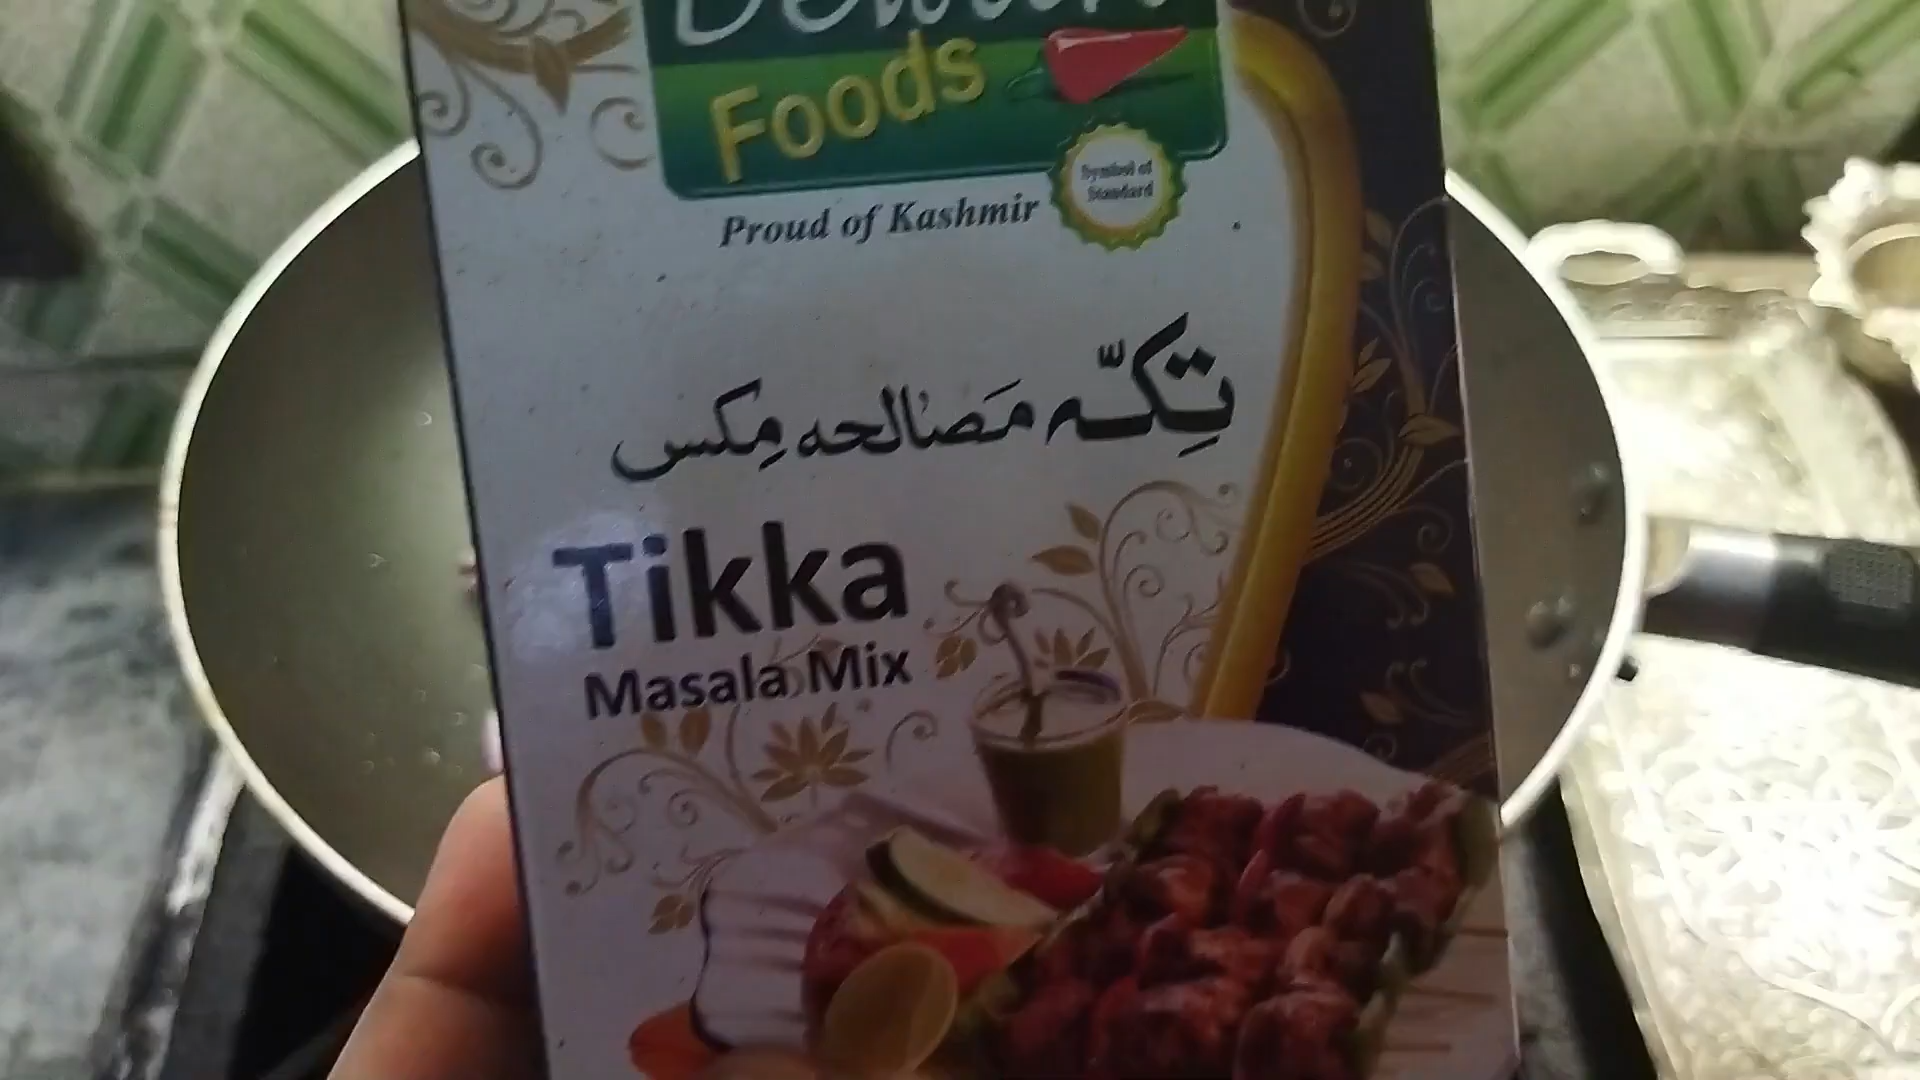 Foods
Symbol of
Standard
Proud of Kashmir
تِکّہ مَصالحہ مِکس
Tikka
Masala Mix